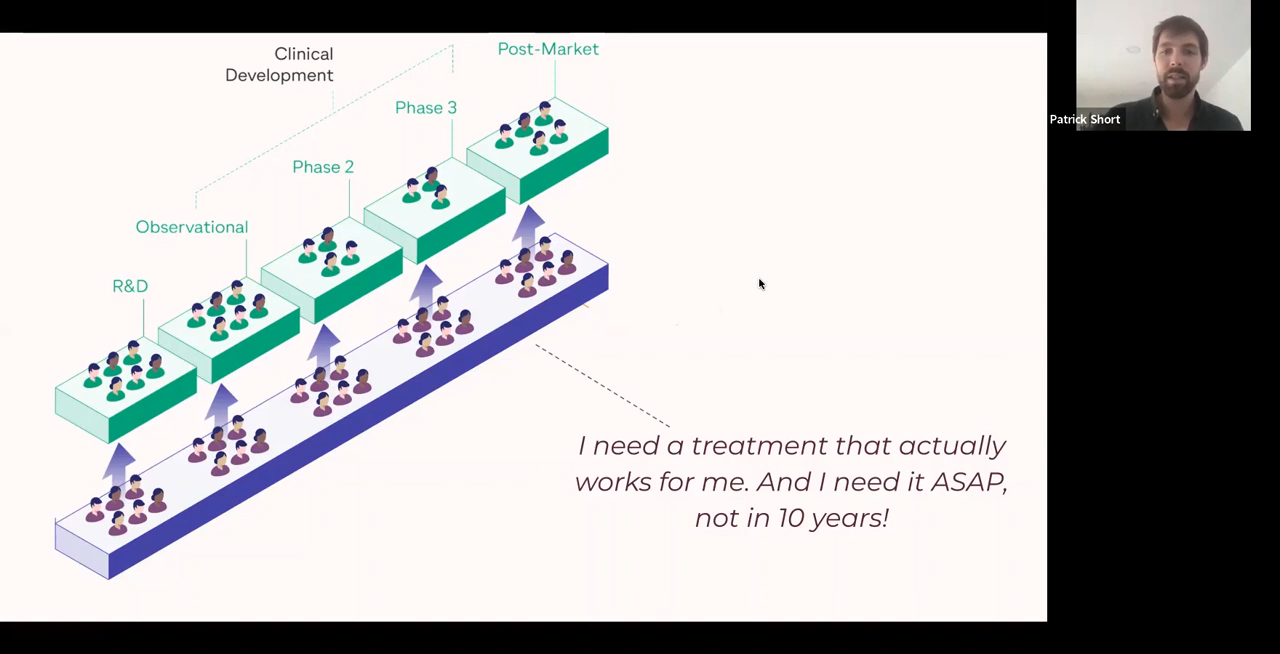 Clinical
Development
Post-Market
Phase 3
Phase 2
Observational
R&D
I need a treatment that actually
works for me. And I need it ASAP,
not in 10 years!
Patrick Short